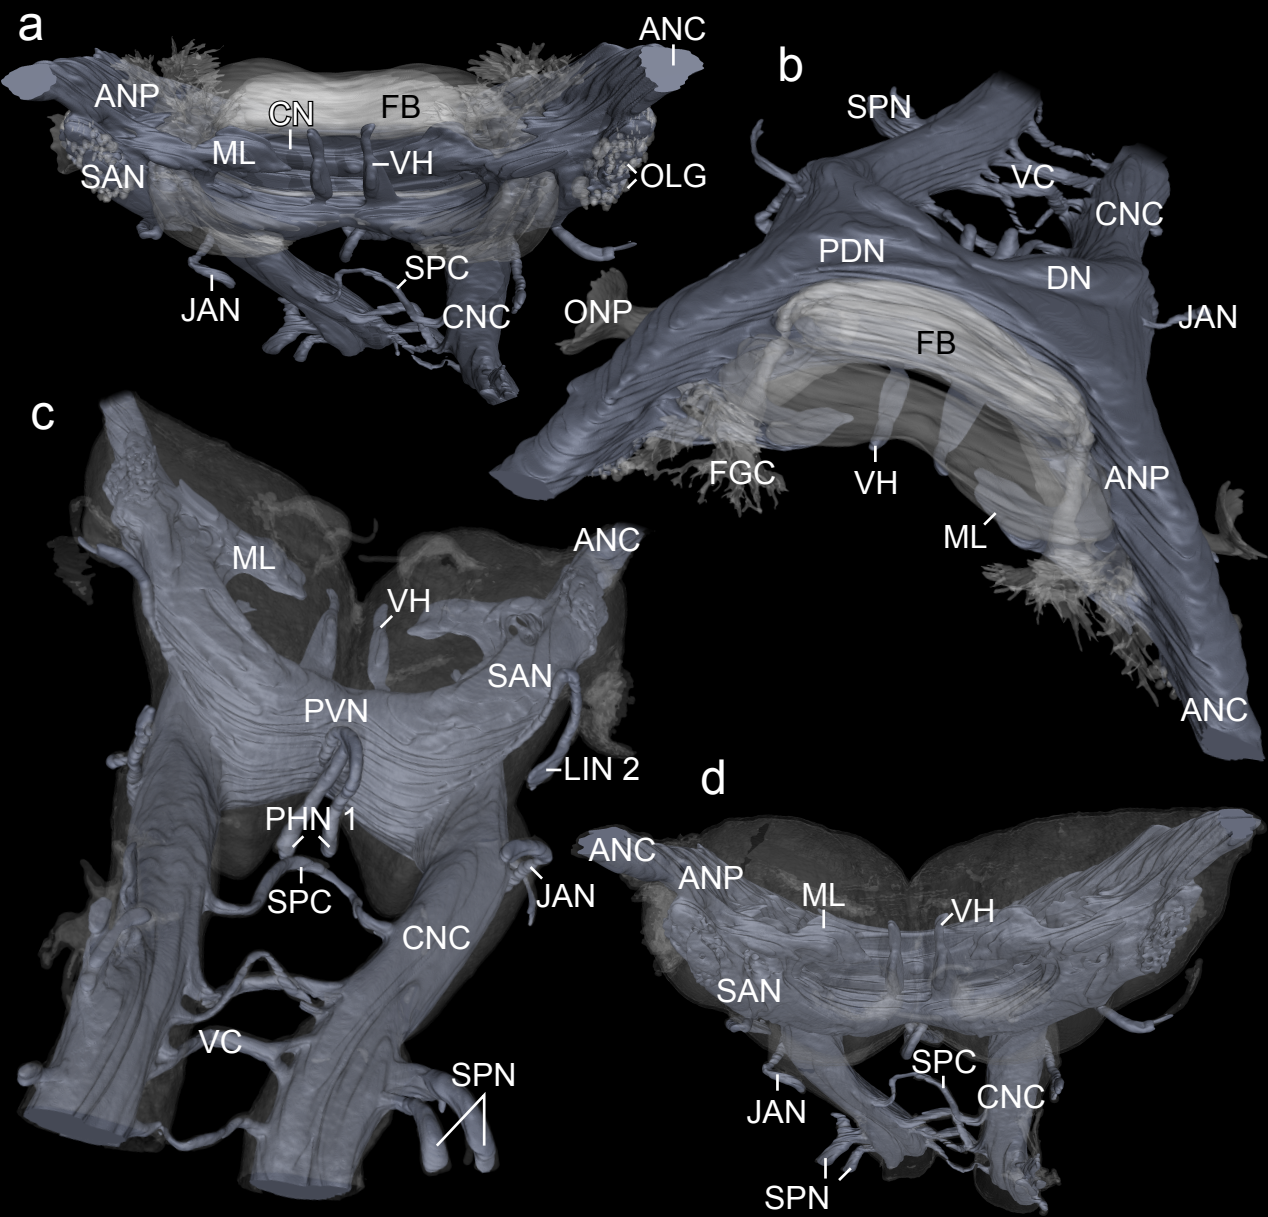 a
ANC
ANP
CN
FB
ML
VH
SAN
OLG
SPC
JAN
CNC
b
SPN
VC
CNC
PDN
DN
ONP
JAN
FB
FGC
VH
ANP
ML
ANC
c
ML
ANC
VH
SAN
PVN
LIN 2
PHN 1
SPC
JAN
CNC
VC
SPN
d
ANC
ANP
ML
VH
SAN
SPC
JAN
CNC
SPN